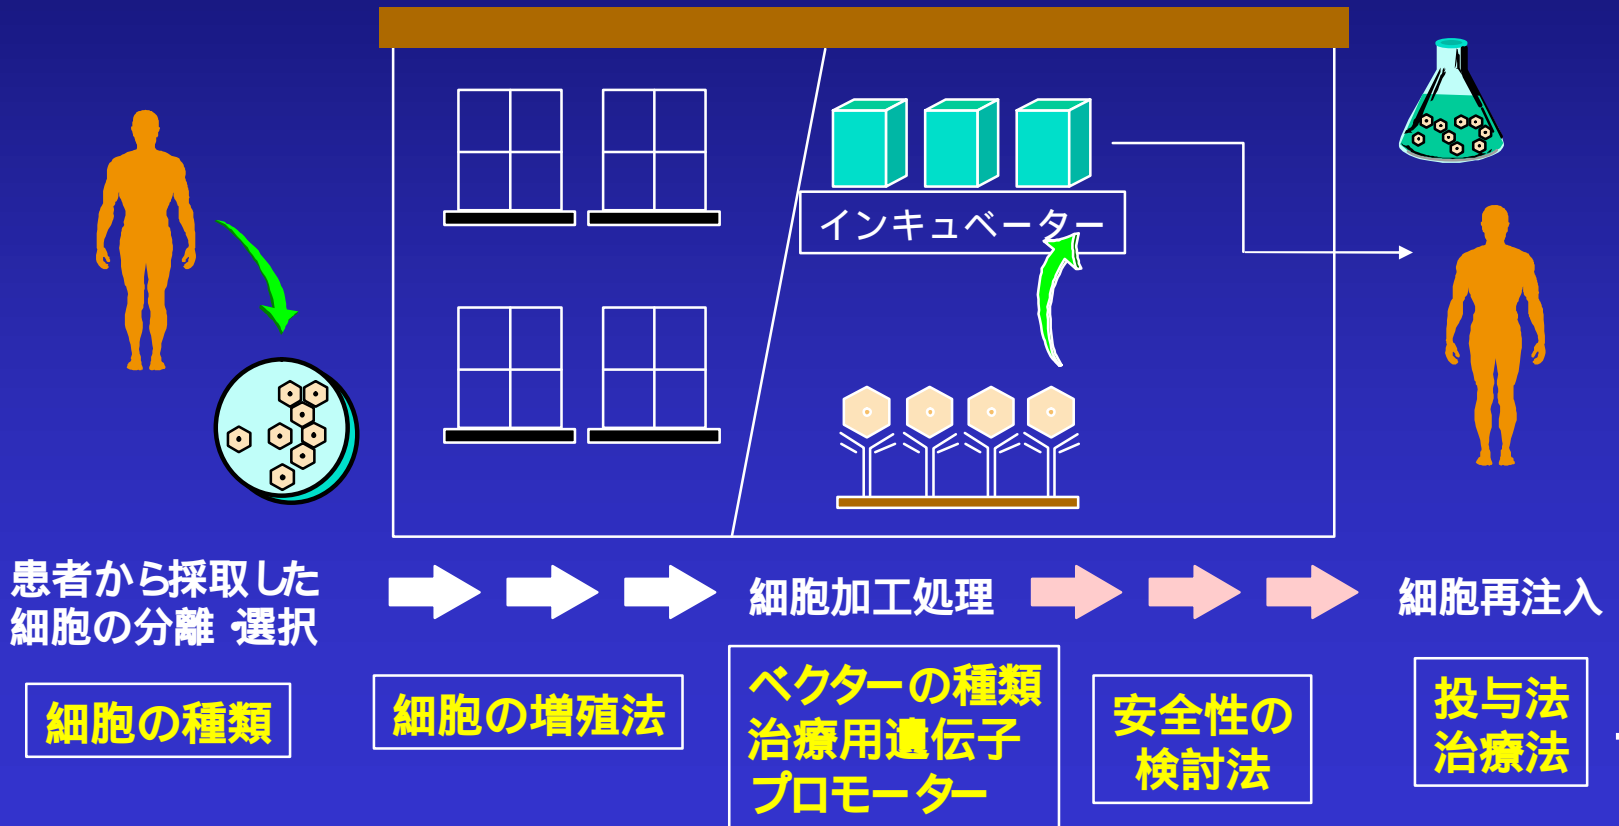 インキュベーター
患者から採取した
細胞の分離・選択
細胞加工処理
細胞再注入
細胞の種類
細胞の増殖法
ベクターの種類
治療用遺伝子
プロモーター
安全性の
検討法
投与法
治療法